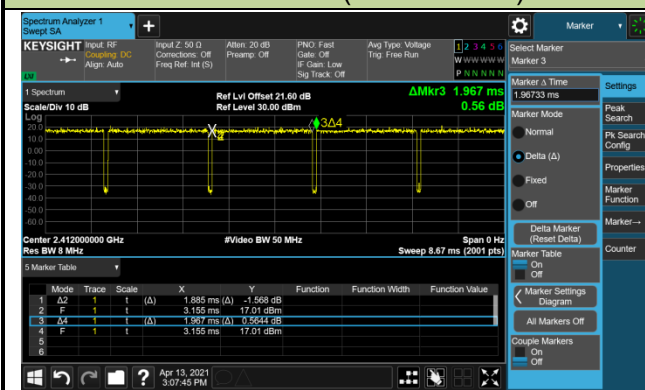 Spectrum Analyzer 1
Swept SA
+
Marker
KEYSIGHT
Input: RF
Coupling: DC
Align: Auto
Input Z: 50 Ω
Corrections: Off
Freq Ref: Int (S)
Atten: 20 dB
Preamp: Off
PNO: Fast
Gate: Off
IF Gain: Low
Sig Track: Off
Avg Type: Voltage
Trig: Free Run
1 2 3 4 5 6
W W W W W W
P N N N N N
Select Marker
Marker 3
LXI
1 Spectrum
Scale/Div 10 dB
Ref Lvl Offset 21.60 dB
Ref Level 30.00 dBm
ΔMkr3 1.967 ms
0.56 dB
Log
20.0
10.0
0.00
-10.0
-20.0
-30.0
-40.0
-50.0
-60.0
3Δ4
Center 2.412000000 GHz
Res BW 8 MHz
#Video BW 50 MHz
Span 0 Hz
Sweep 8.67 ms (2001 pts)
5 Marker Table
Mode Trace Scale X Y Function Function Width Function Value
1 Δ2 1 t (Δ) 1.885 ms (Δ) -1.568 dB
2 F 1 t 3.155 ms 17.01 dBm
3 Δ4 1 t (Δ) 1.967 ms (Δ) 0.5644 dB
4 F 1 t 3.155 ms 17.01 dBm
5
6
Marker Δ Time
1.96733 ms
Marker Mode
Normal
Delta (Δ)
Fixed
Off
Delta Marker
(Reset Delta)
Marker Table
On
Off
Marker Settings
Diagram
All Markers Off
Couple Markers
On
Off
Settings
Peak
Search
Pk Search
Config
Properties
Marker
Function
Marker→
Counter
?
Apr 13, 2021
3:07:45 PM